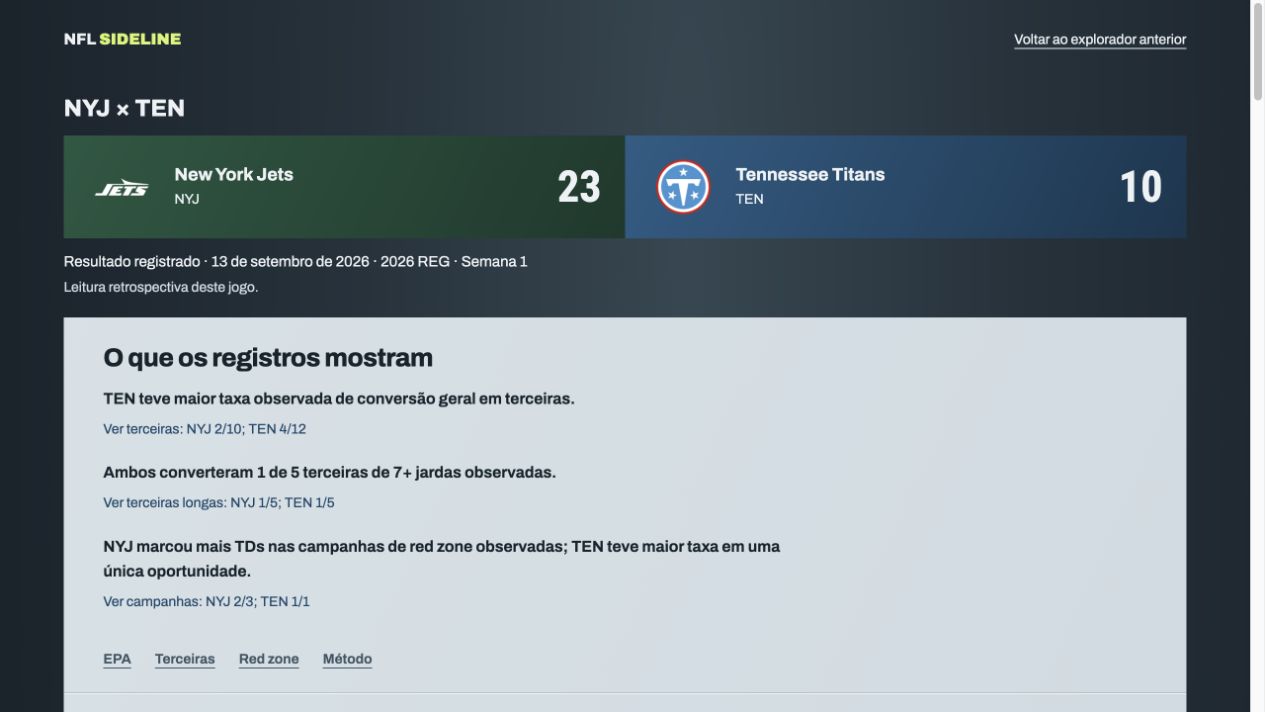 NFL SIDELINE
Voltar ao explorador anterior
NYJ × TEN
JETS
New York Jets
NYJ
23
T
Tennessee Titans
TEN
10
Resultado registrado · 13 de setembro de 2026 · 2026 REG · Semana 1
Leitura retrospectiva deste jogo.
O que os registros mostram
TEN teve maior taxa observada de conversão geral em terceiras.
Ver terceiras: NYJ 2/10; TEN 4/12
Ambos converteram 1 de 5 terceiras de 7+ jardas observadas.
Ver terceiras longas: NYJ 1/5; TEN 1/5
NYJ marcou mais TDs nas campanhas de red zone observadas; TEN teve maior taxa em uma
única oportunidade.
Ver campanhas: NYJ 2/3; TEN 1/1
EPA Terceiras Red zone Método